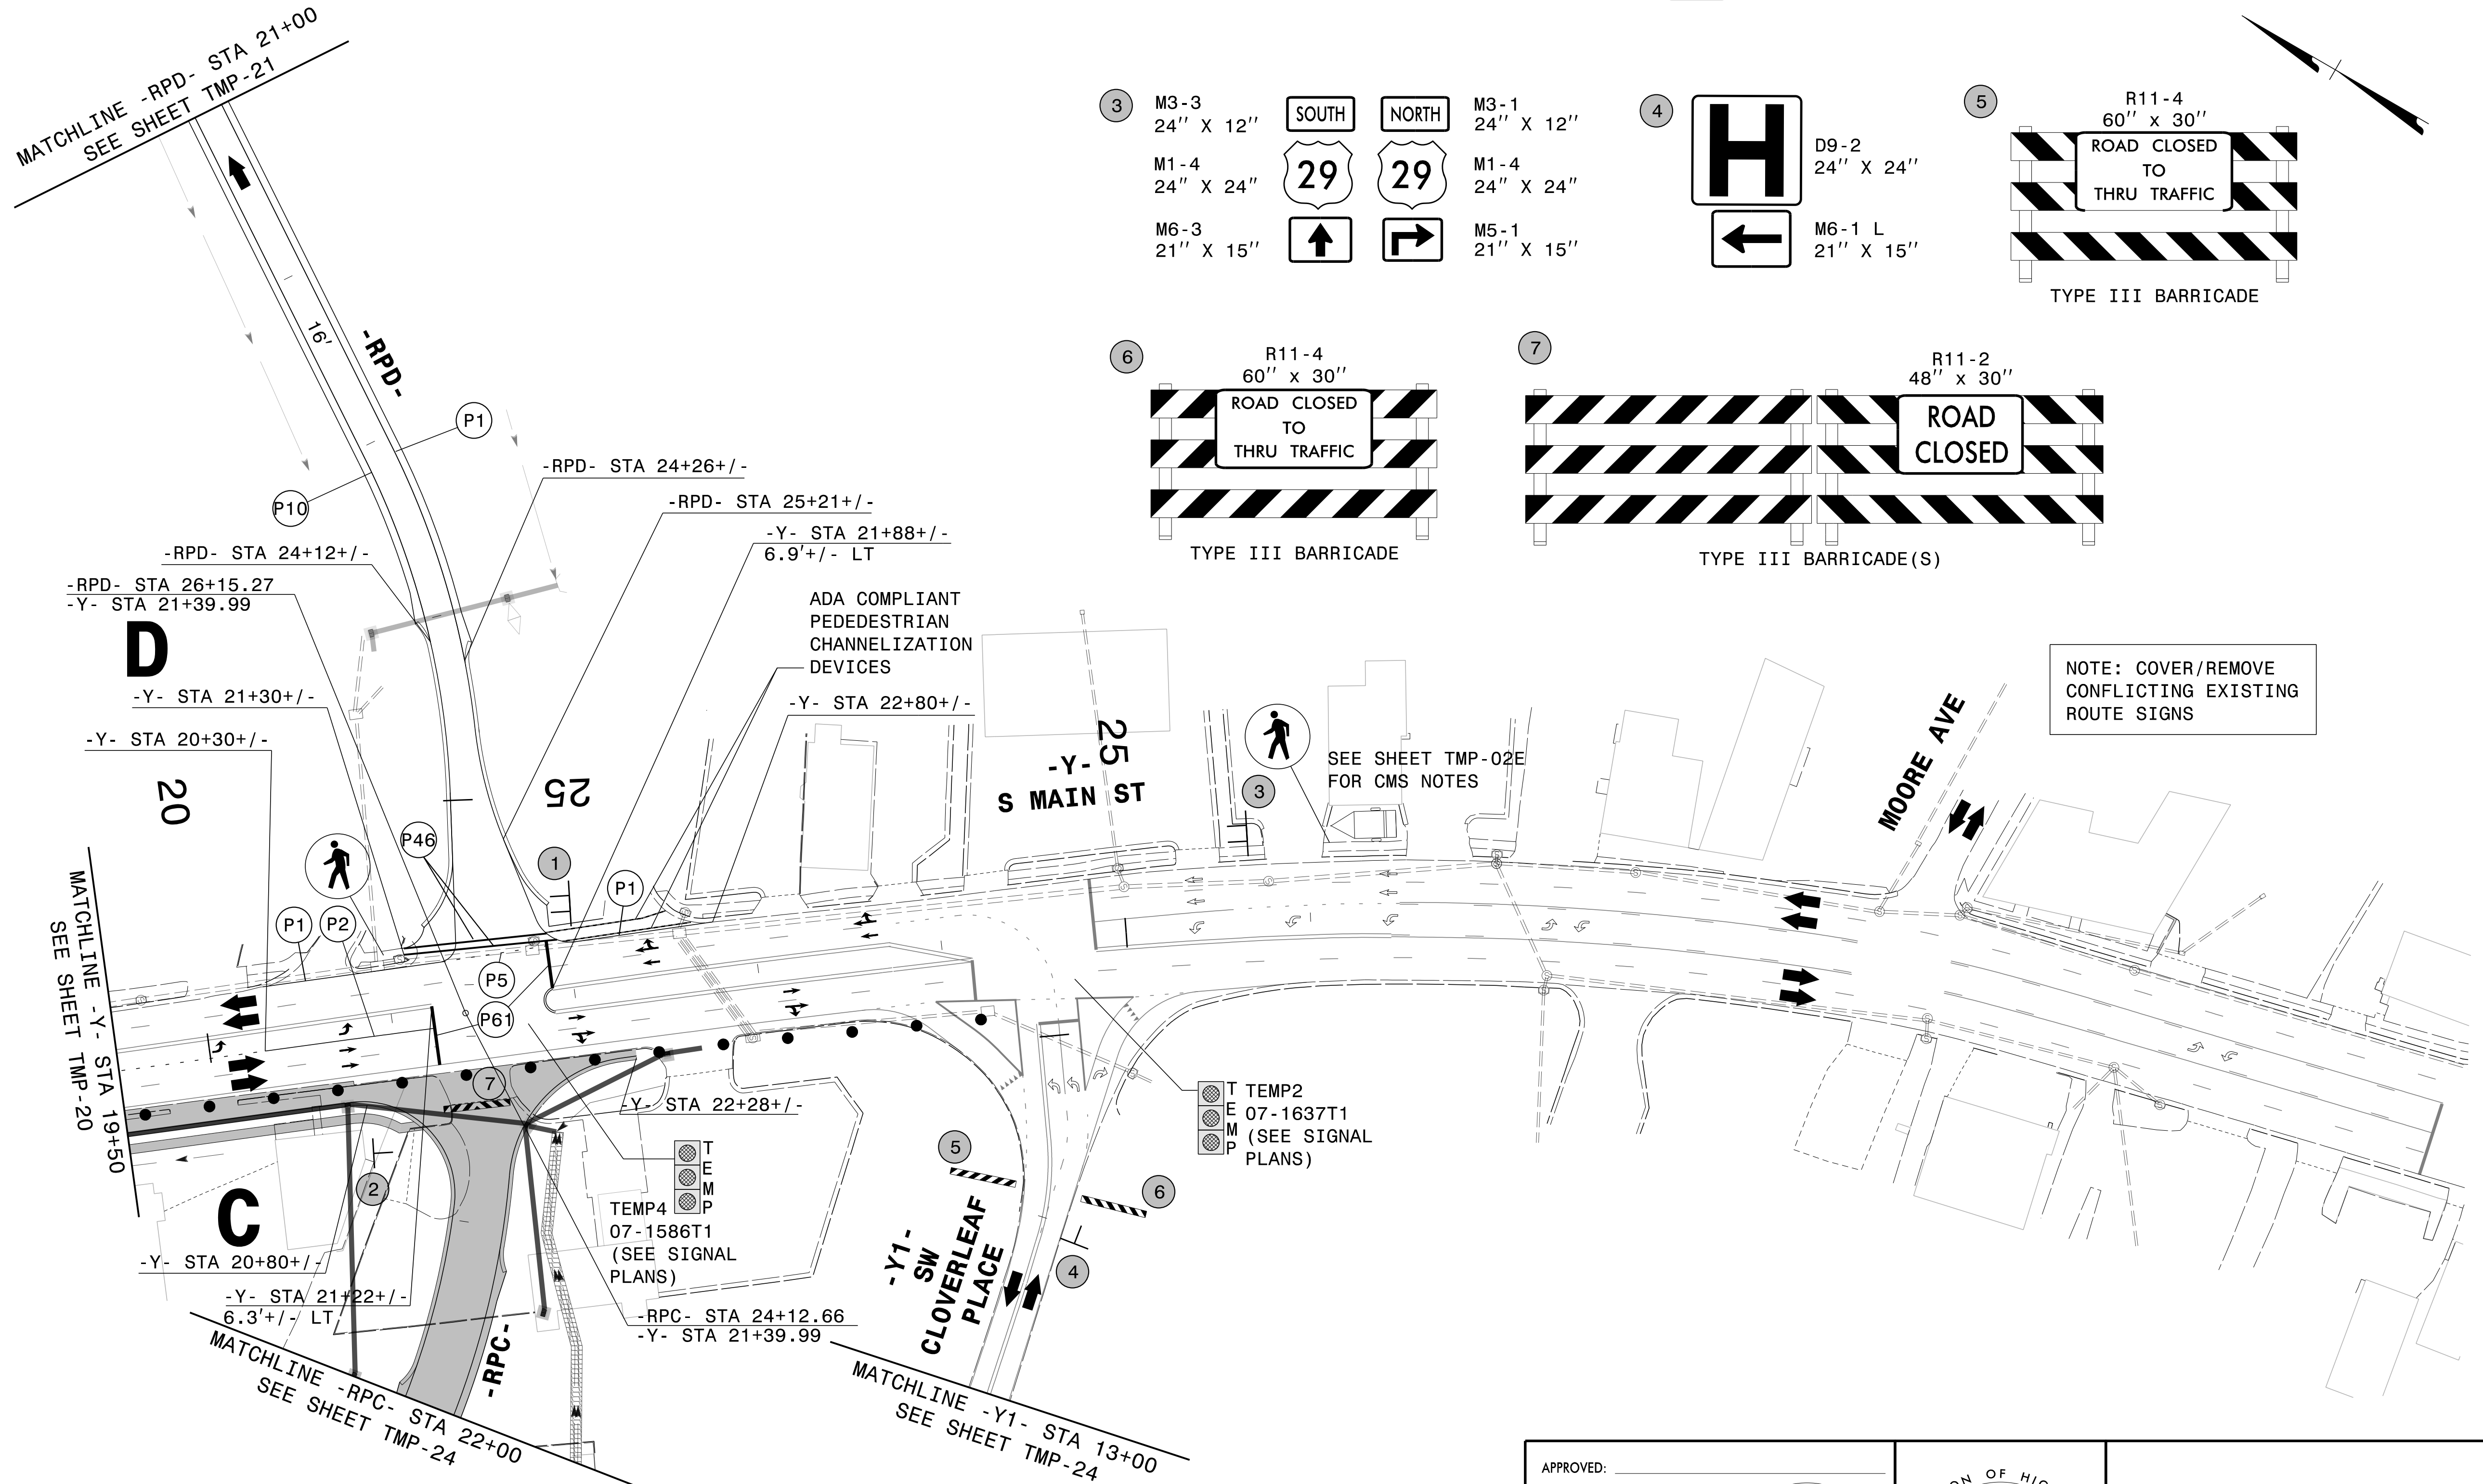 MATCHLINE -RPD- STA 21+00
SEE SHEET TMP-21
3
M3-3
24'' X 12''
SOUTH
NORTH
M3-1
24'' X 12''
M1-4
24'' X 24''
29
29
M1-4
24'' X 24''
M6-3
21'' X 15''
M5-1
21'' X 15''
4
H
D9-2
24'' X 24''
M6-1 L
21'' X 15''
5
R11-4
60'' x 30''
ROAD CLOSED
TO
THRU TRAFFIC
TYPE III BARRICADE
6
R11-4
60'' x 30''
ROAD CLOSED
TO
THRU TRAFFIC
TYPE III BARRICADE
7
R11-2
48'' x 30''
ROAD
CLOSED
TYPE III BARRICADE(S)
16'
-RPD-
P1
P10
-RPD- STA 24+26+/-
-RPD- STA 25+21+/-
-Y- STA 21+88+/-
6.9'+/- LT
-RPD- STA 24+12+/-
-RPD- STA 26+15.27
-Y- STA 21+39.99
D
ADA COMPLIANT
PEDEDESTRIAN
CHANNELIZATION
DEVICES
-Y- STA 21+30+/-
-Y- STA 22+80+/-
-Y- STA 20+30+/-
20
25
25
-Y-
S MAIN ST
3
SEE SHEET TMP-02E
FOR CMS NOTES
MOORE AVE
NOTE: COVER/REMOVE
CONFLICTING EXISTING
ROUTE SIGNS
P46
1
P1
P1
P2
P5
P61
MATCHLINE -Y- STA 19+50
SEE SHEET TMP-20
7
-Y- STA 22+28+/-
2
C
TEMP
TEMP4
07-1586T1
(SEE SIGNAL
PLANS)
TEMP
TEMP2
07-1637T1
(SEE SIGNAL
PLANS)
5
6
4
-Y1-
SW
CLOVERLEAF
PLACE
-Y- STA 20+80+/-
-Y- STA 21+22+/-
6.3'+/- LT
-RPC- STA 24+12.66
-Y- STA 21+39.99
-RPC-
MATCHLINE -RPC- STA 22+00
SEE SHEET TMP-24
MATCHLINE -Y1- STA 13+00
SEE SHEET TMP-24
APPROVED:
OF